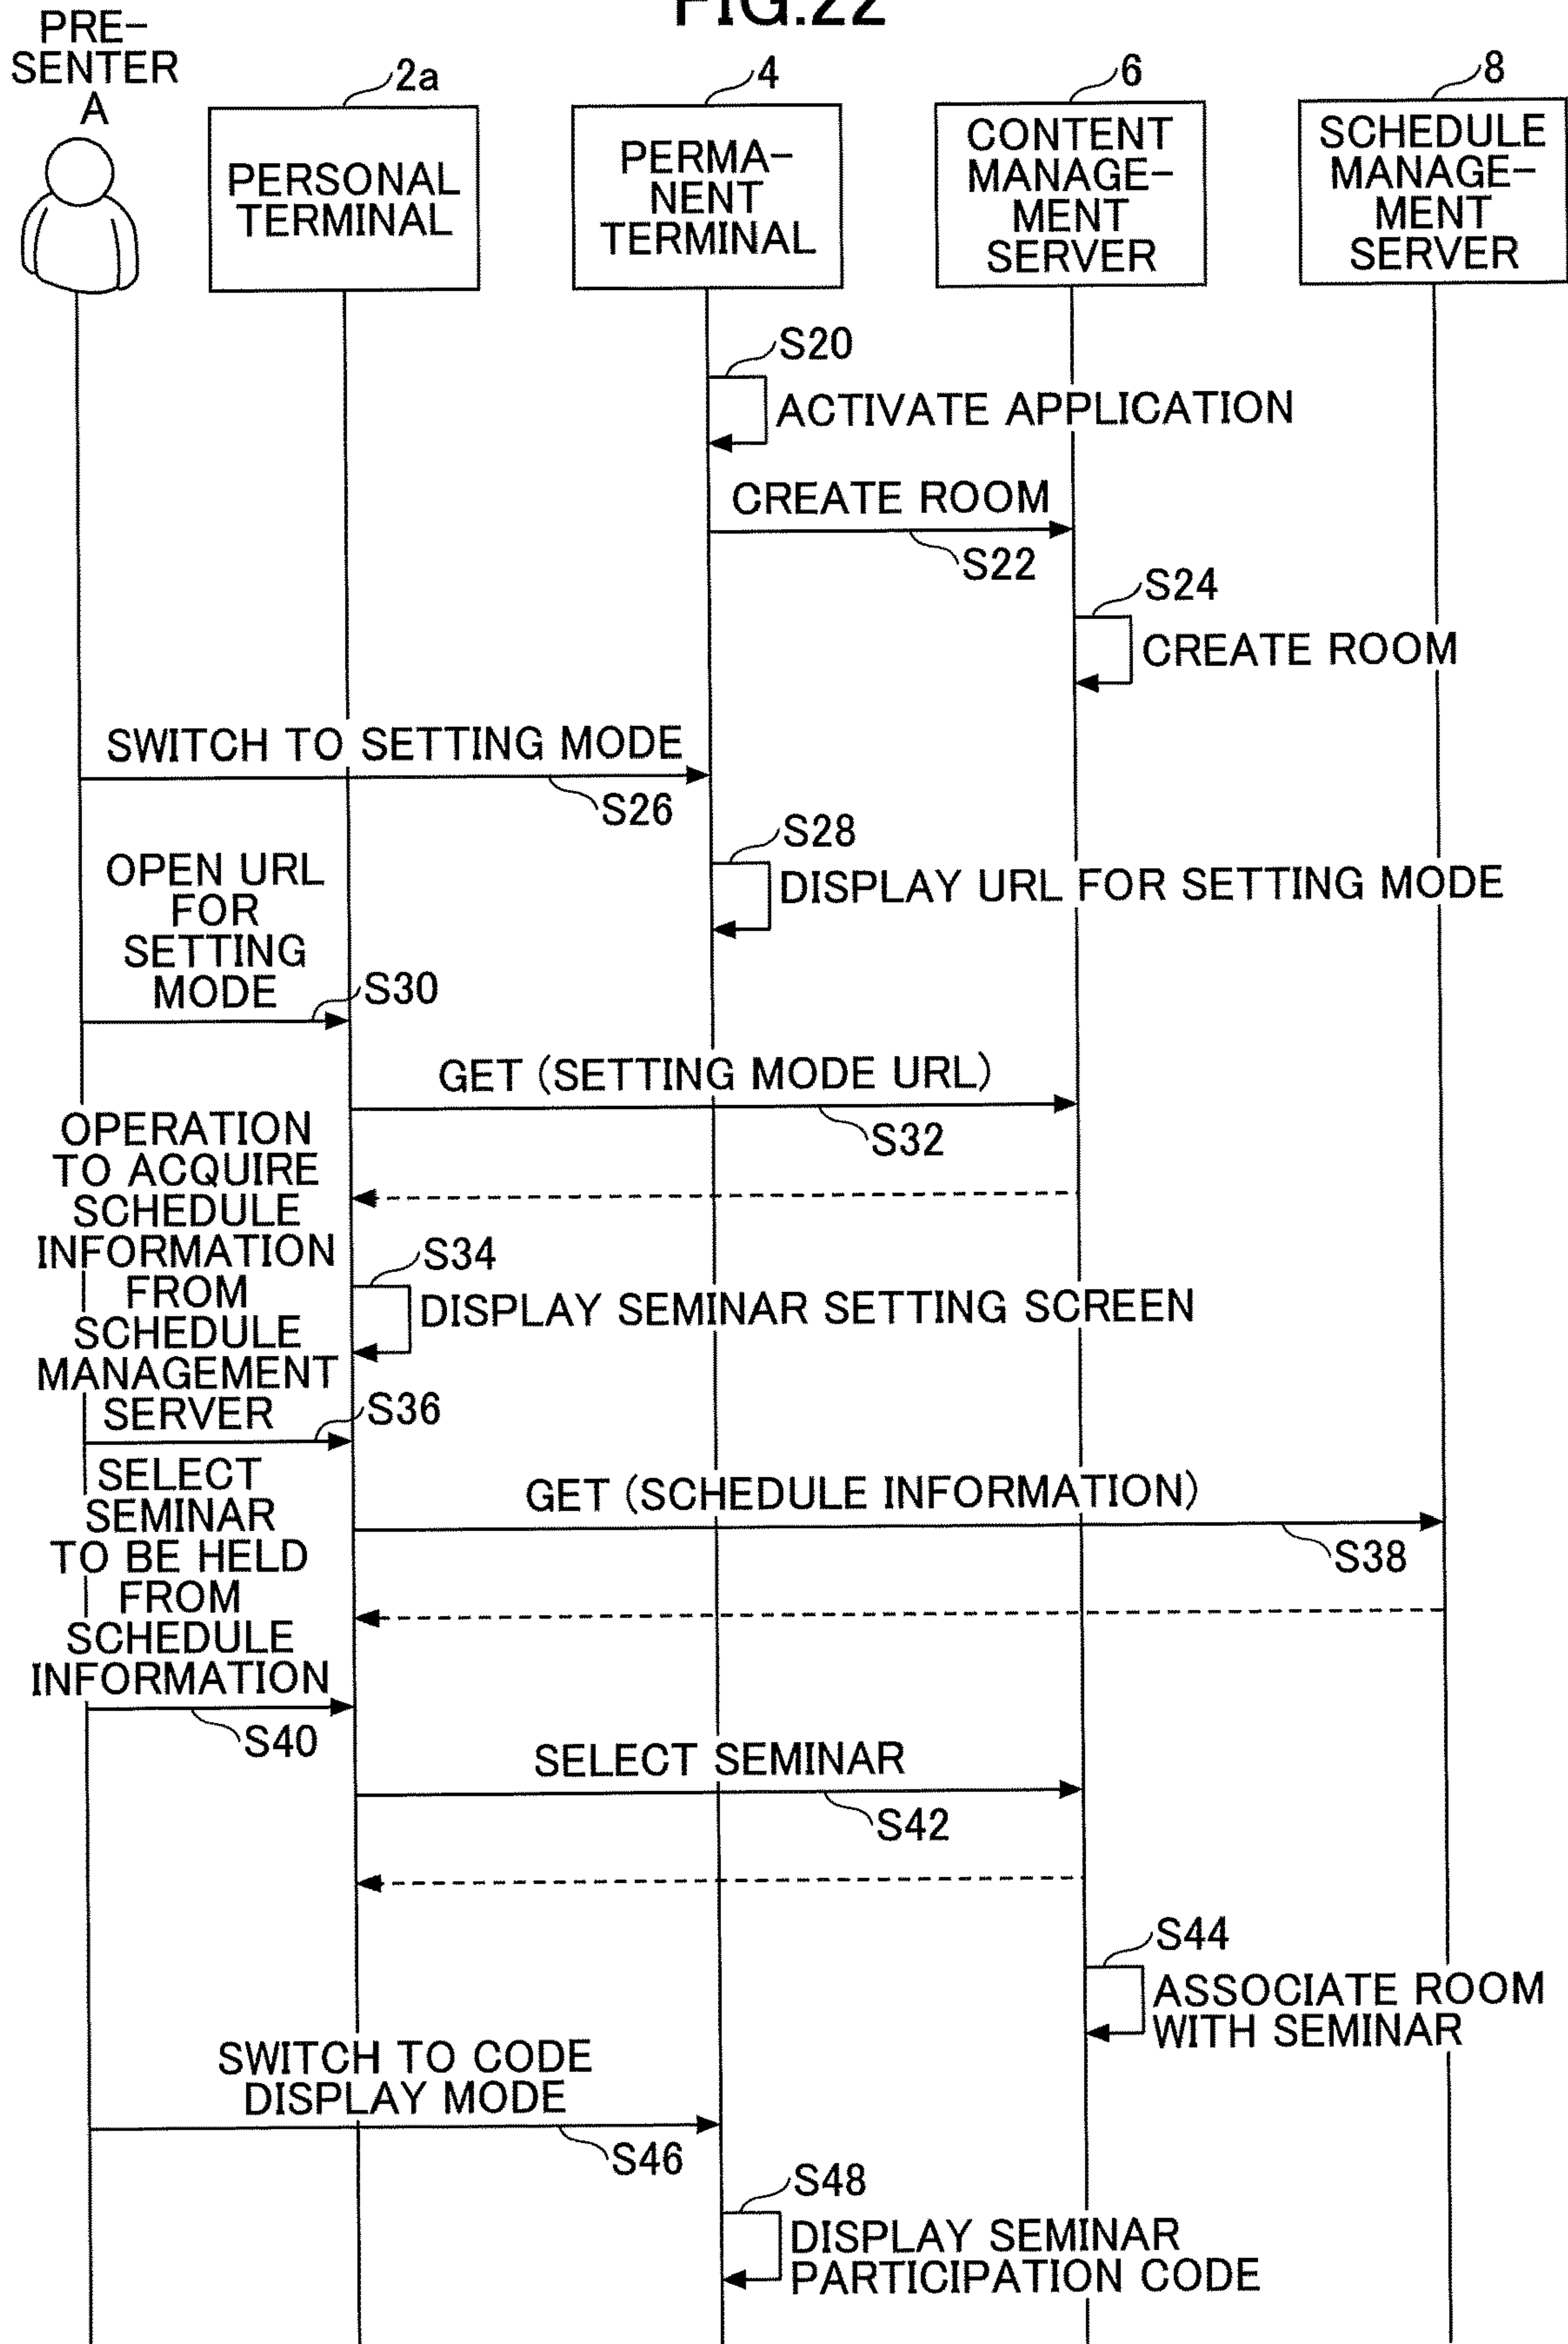 FIG.22
PRE-
SENTER
A
2a
4
6
8
PERSONAL
TERMINAL
PERMA-
NENT
TERMINAL
CONTENT
MANAGE-
MENT
SERVER
SCHEDULE
MANAGE-
MENT
SERVER
S20
ACTIVATE APPLICATION
CREATE ROOM
S22
S24
CREATE ROOM
SWITCH TO SETTING MODE
S26
S28
DISPLAY URL FOR SETTING MODE
OPEN URL
FOR
SETTING
MODE
S30
GET (SETTING MODE URL)
S32
OPERATION
TO ACQUIRE
SCHEDULE
INFORMATION
FROM
SCHEDULE
MANAGEMENT
SERVER
S34
DISPLAY SEMINAR SETTING SCREEN
S36
SELECT
SEMINAR
TO BE HELD
FROM
SCHEDULE
INFORMATION
GET (SCHEDULE INFORMATION)
S38
S40
SELECT SEMINAR
S42
S44
ASSOCIATE ROOM
WITH SEMINAR
SWITCH TO CODE
DISPLAY MODE
S46
S48
DISPLAY SEMINAR
PARTICIPATION CODE